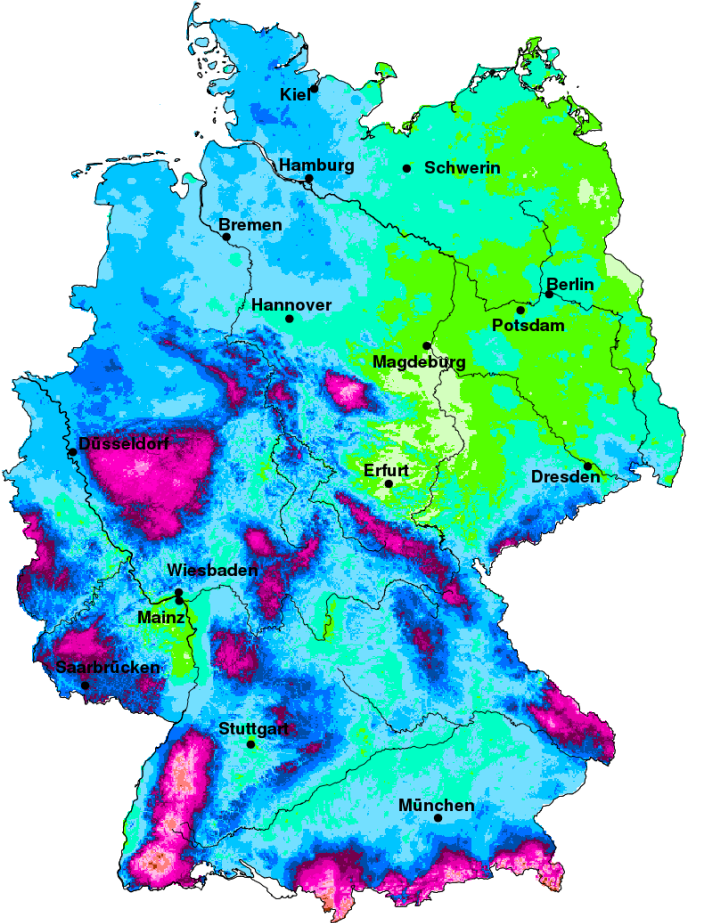 Kiel
Hamburg
Schwerin
Bremen
Berlin
Hannover
Potsdam
Magdeburg
Düsseldorf
Erfurt
Dresden
Wiesbaden
Mainz
Saarbrücken
Stuttgart
München